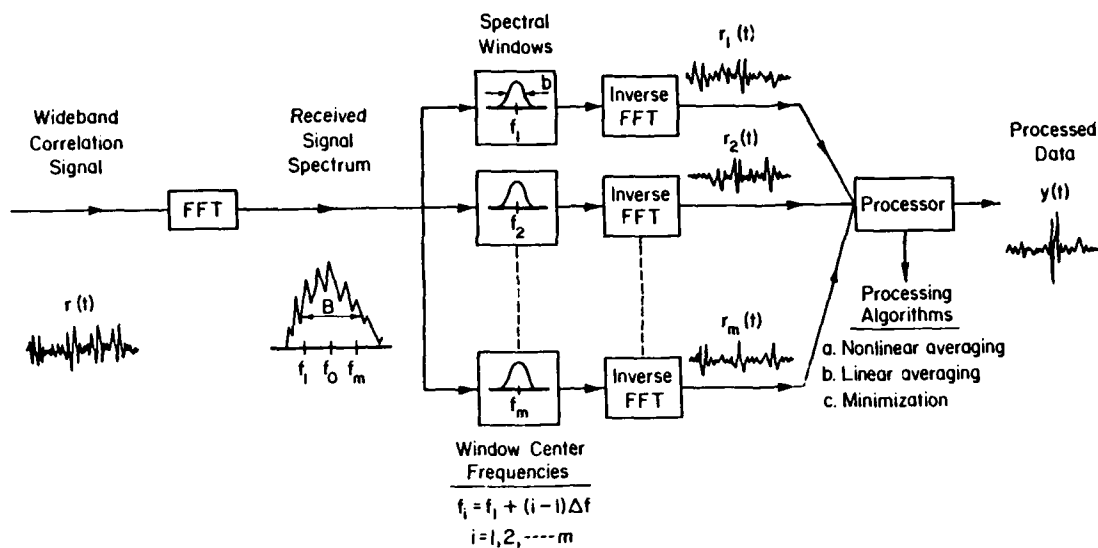 Wideband
Correlation
Signal
FFT
r(t)
Received
Signal
Spectrum
B
f₁ f₀ fₘ
Spectral
Windows
b
f₁
f₂
fₘ
Window Center
Frequencies
fᵢ = f₁ + (i-1)Δf
i = 1, 2, ---- m
Inverse
FFT
Inverse
FFT
Inverse
FFT
r₁(t)
r₂(t)
rₘ(t)
Processor
Processing
Algorithms
a. Nonlinear averaging
b. Linear averaging
c. Minimization
Processed
Data
y(t)